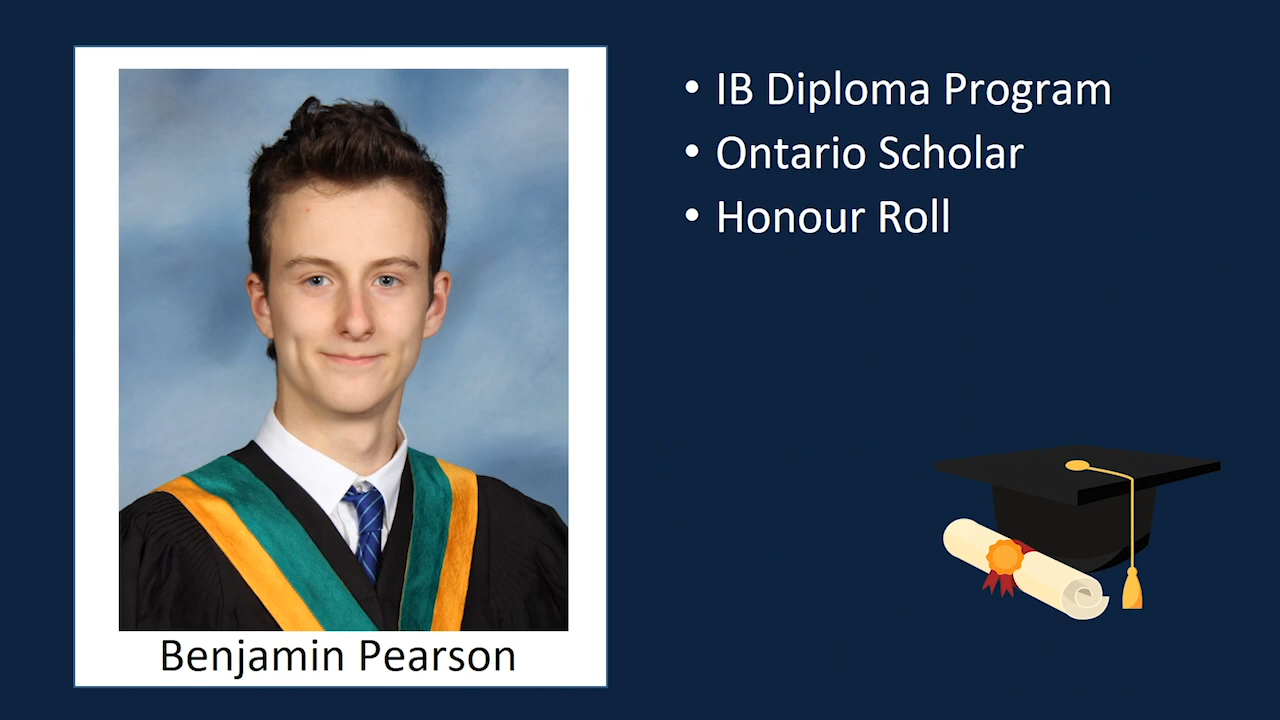 • IB Diploma Program
• Ontario Scholar
• Honour Roll
Benjamin Pearson